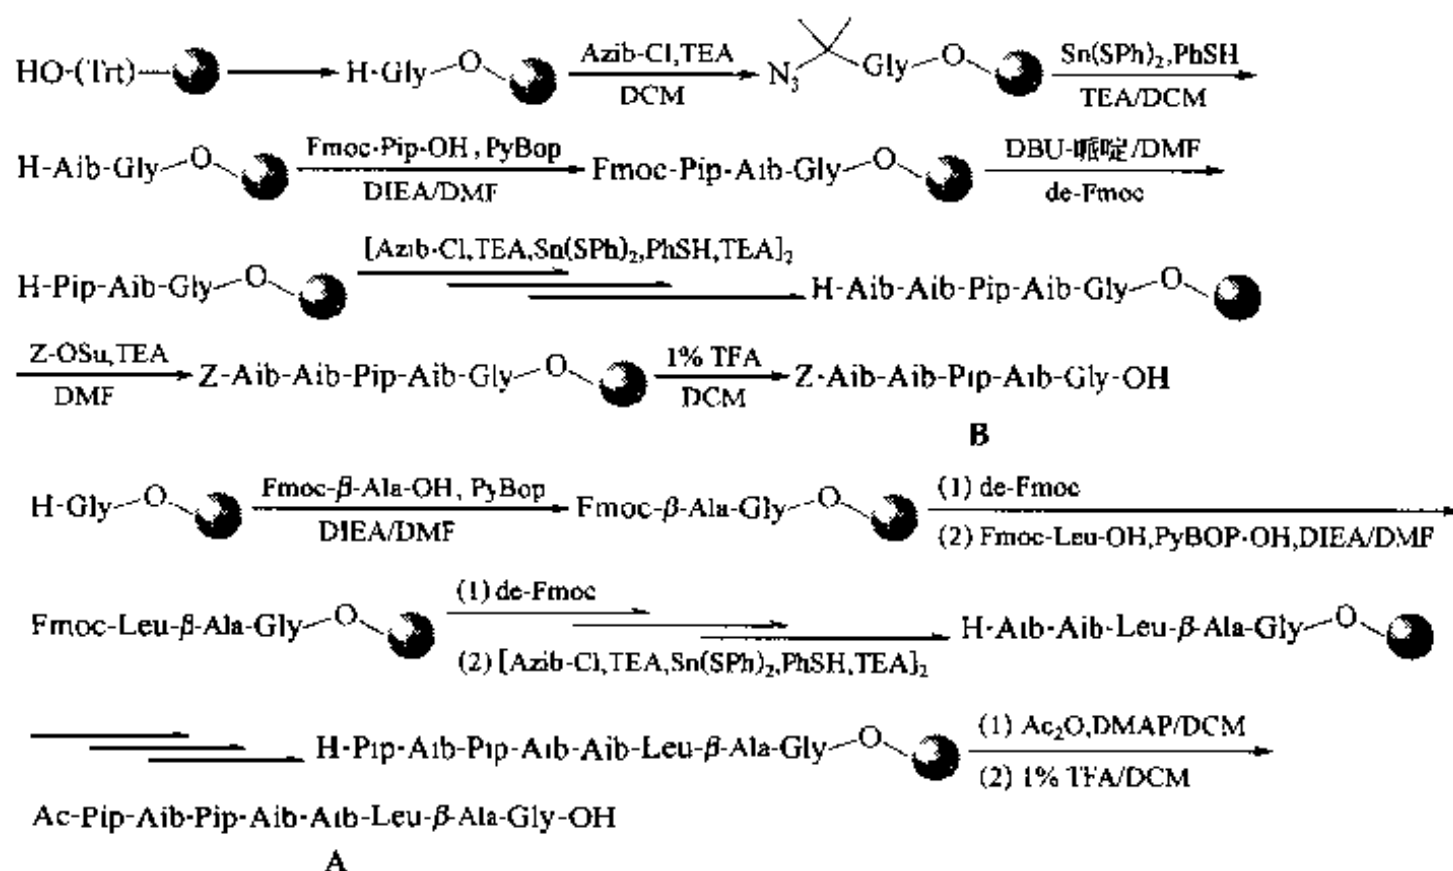 HO-(Trt) H-Gly-O Azib-Cl,TEA DCM N₃ Gly-O Sn(SPh)₂,PhSH TEA/DCM
H-Aib-Gly-O Fmoc-Pip-OH,PyBop DIEA/DMF Fmoc-Pip-Aib-Gly-O DBU-哌啶/DMF de-Fmoc
H-Pip-Aib-Gly-O [Azib-Cl,TEA,Sn(SPh)₂,PhSH,TEA]₂ H-Aib-Aib-Pip-Aib-Gly-O
Z-OSu,TEA DMF Z-Aib-Aib-Pip-Aib-Gly-O 1% TFA DCM Z-Aib-Aib-Pip-Aib-Gly-OH
B
H-Gly-O Fmoc-β-Ala-OH,PyBop DIEA/DMF Fmoc-β-Ala-Gly-O (1) de-Fmoc (2) Fmoc-Leu-OH,PyBOP-OH,DIEA/DMF
Fmoc-Leu-β-Ala-Gly-O (1) de-Fmoc (2) [Azib-Cl,TEA,Sn(SPh)₂,PhSH,TEA]₂ H-Aib-Aib-Leu-β-Ala-Gly-O
H-Pip-Aib-Pip-Aib-Aib-Leu-β-Ala-Gly-O (1) Ac₂O,DMAP/DCM (2) 1% TFA/DCM
Ac-Pip-Aib-Pip-Aib-Aib-Leu-β-Ala-Gly-OH
A